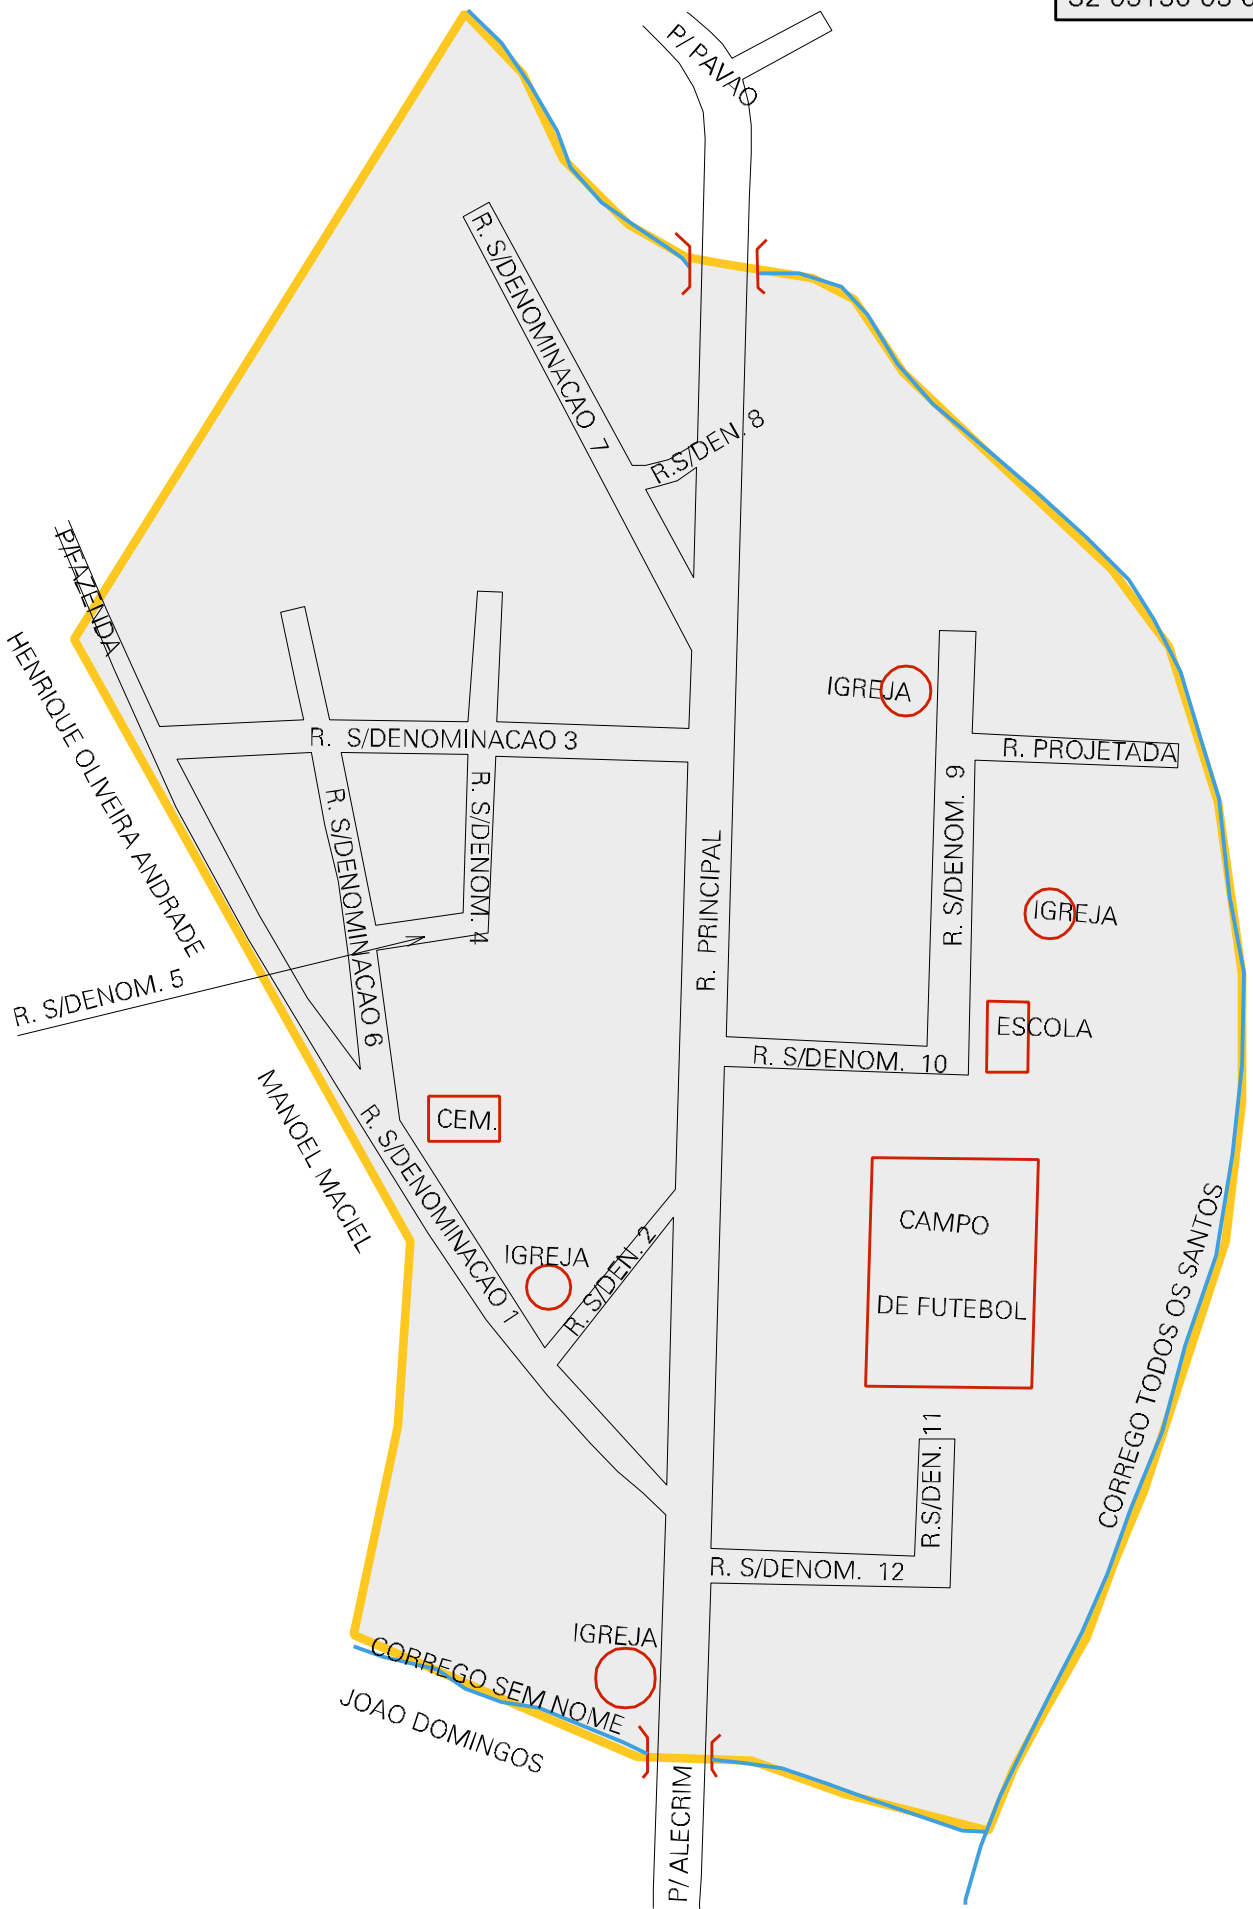 P/ PAVAO
R. S/DENOMINACAO 7
R.S/DEN. 8
P/FAZENDA
HENRIQUE OLIVEIRA ANDRADE
IGREJA
R. S/DENOMINACAO 3
R. PROJETADA
R. S/DENOMINACAO 6
R. S/DENOM. 4
R. PRINCIPAL
R. S/DENOM. 9
IGREJA
R. S/DENOM. 5
ESCOLA
R. S/DENOM. 10
MANOEL MACIEL
CEM.
R. S/DENOMINACAO 1
IGREJA
R. S/DEN. 2
CAMPO
DE FUTEBOL
CORREGO TODOS OS SANTOS
R.S/DEN. 11
R. S/DENOM. 12
IGREJA
CORREGO SEM NOME
JOAO DOMINGOS
P/ ALECRIM